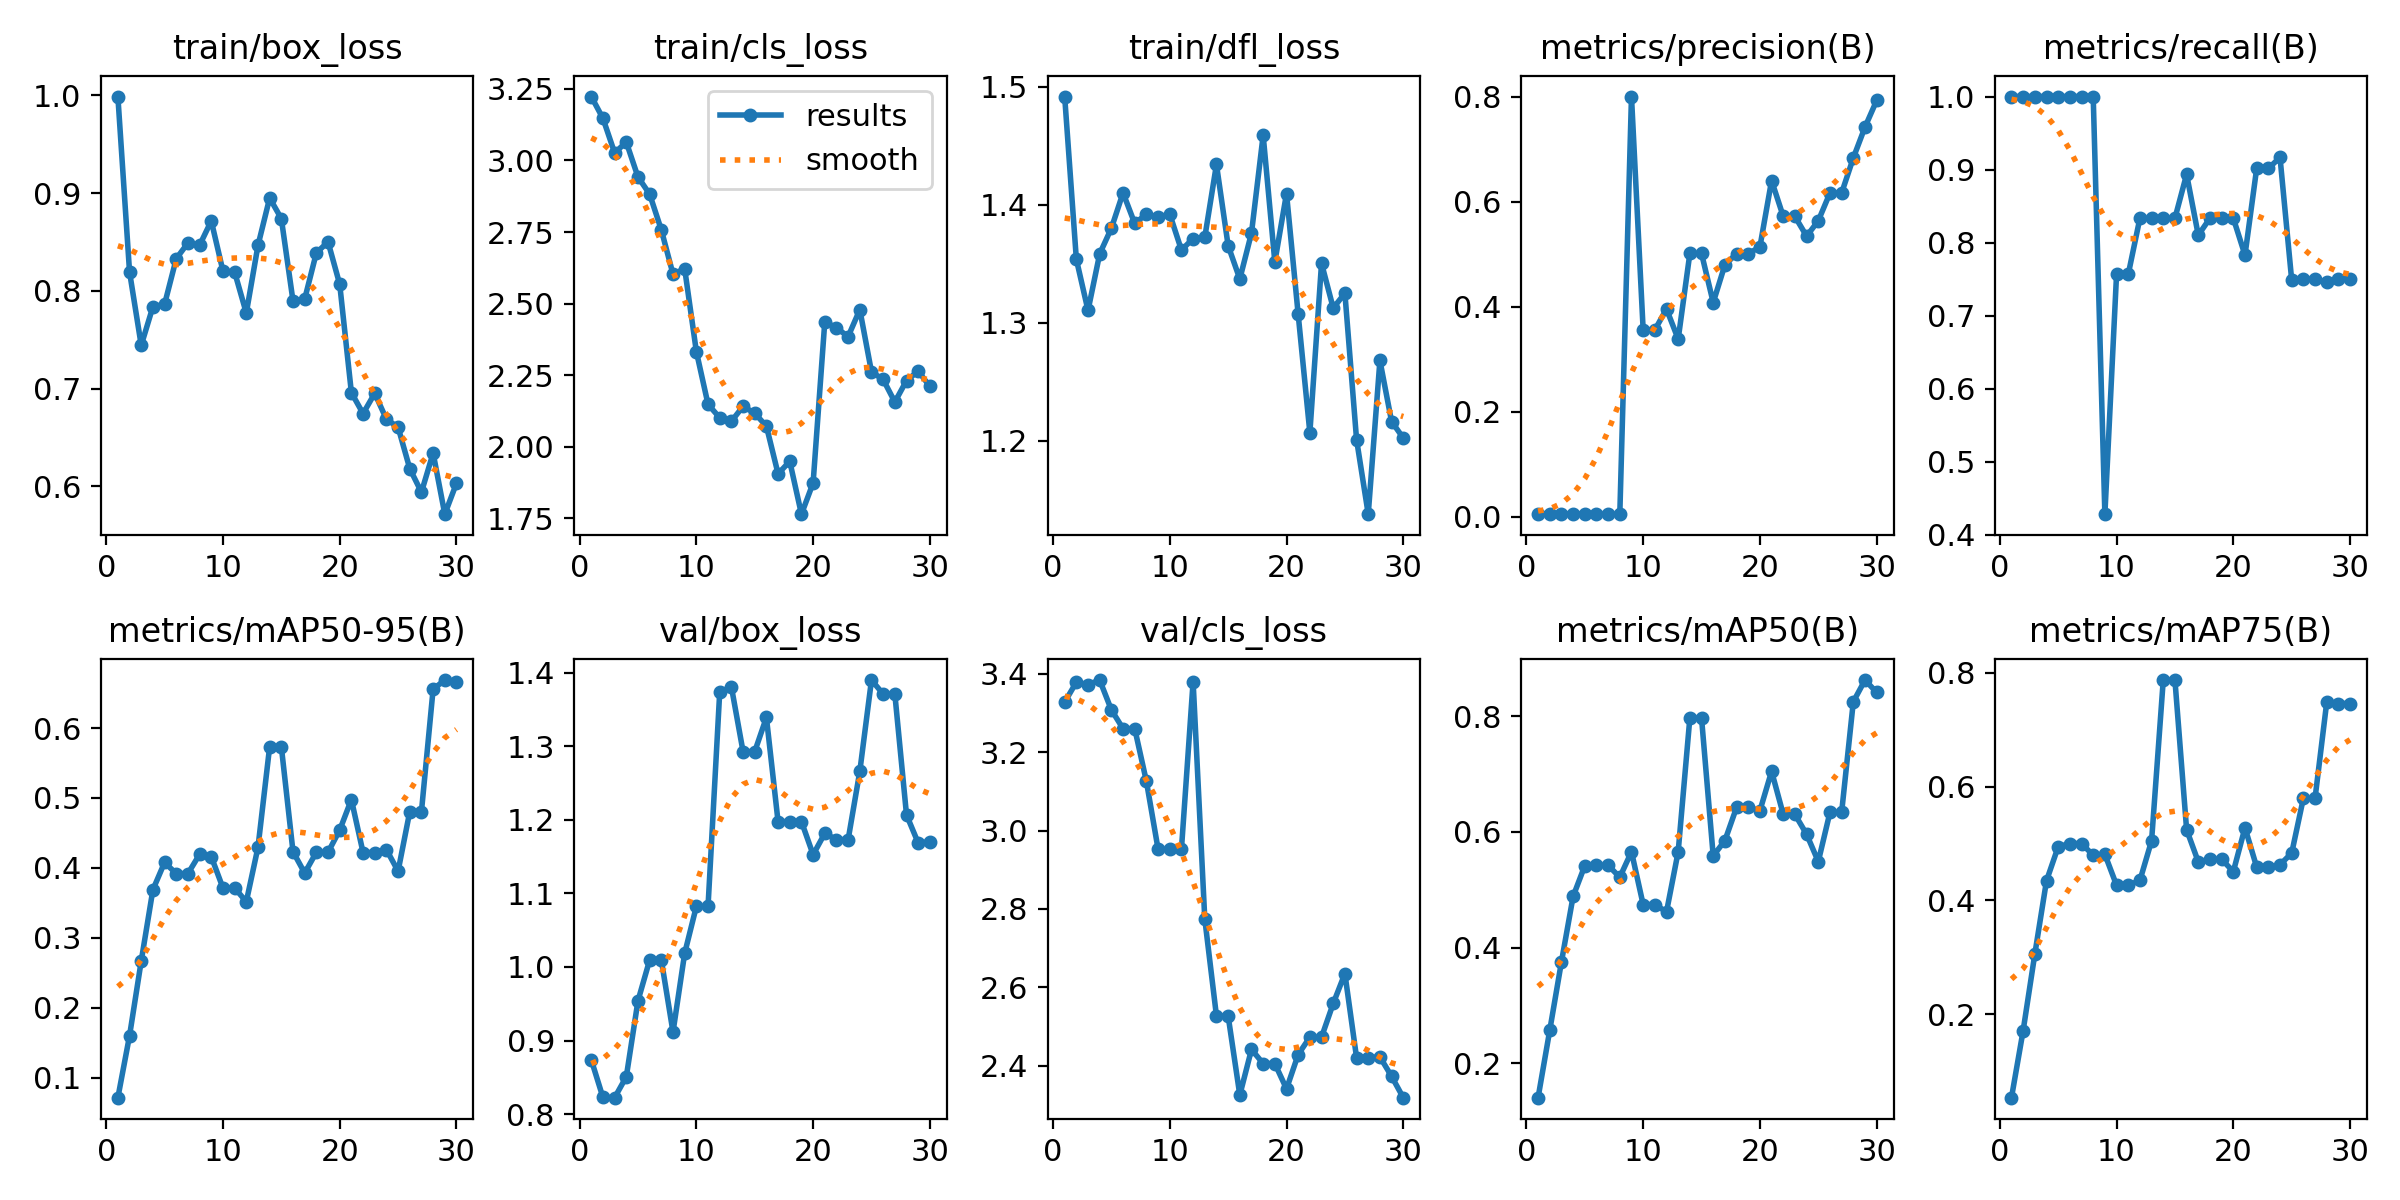 train/box_loss
1.0
0.9
0.8
0.7
0.6
0 10 20 30
train/cls_loss
3.25
3.00
2.75
2.50
2.25
2.00
1.75
results
smooth
0 10 20 30
train/dfl_loss
1.5
1.4
1.3
1.2
0 10 20 30
metrics/precision(B)
0.8
0.6
0.4
0.2
0.0
0 10 20 30
metrics/recall(B)
1.0
0.9
0.8
0.7
0.6
0.5
0.4
0 10 20 30
metrics/mAP50-95(B)
0.6
0.5
0.4
0.3
0.2
0.1
0 10 20 30
val/box_loss
1.4
1.3
1.2
1.1
1.0
0.9
0.8
0 10 20 30
val/cls_loss
3.4
3.2
3.0
2.8
2.6
2.4
0 10 20 30
metrics/mAP50(B)
0.8
0.6
0.4
0.2
0 10 20 30
metrics/mAP75(B)
0.8
0.6
0.4
0.2
0 10 20 30